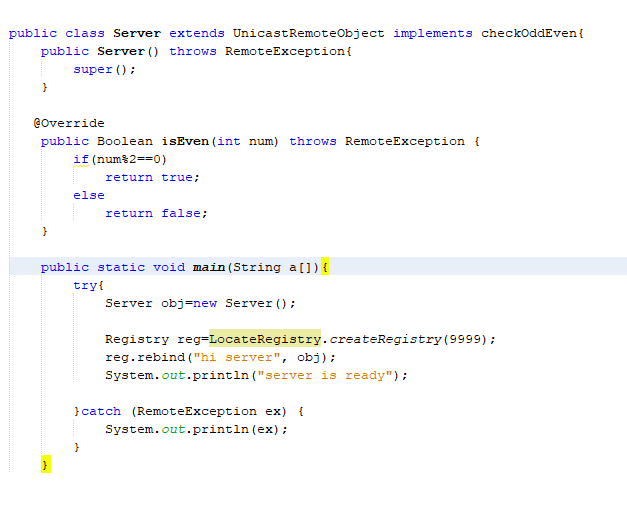 public class Server extends UnicastRemoteObject implements checkOddEven{
    public Server() throws RemoteException{
        super();
    }
   @Override
    public Boolean isEven(int num) throws RemoteException {
        if(num%2==0)
            return true;
        else
            return false;
    }
    public static void main(String a[]){
        try{
            Server obj=new Server();
            Registry reg=LocateRegistry.createRegistry(9999);
            reg.rebind("hi server", obj);
            System.out.println("server is ready");
        }catch (RemoteException ex) {
            System.out.println(ex);
        }
    }